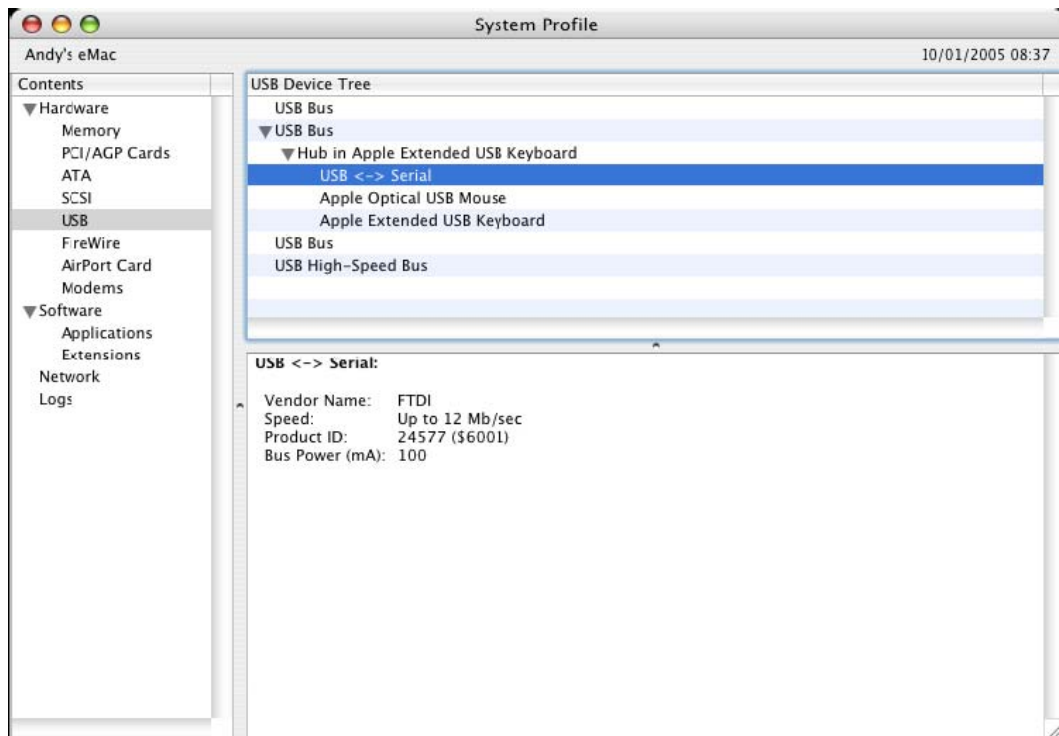 System Profile
Andy's eMac
10/01/2005 08:37
Contents
Hardware
Memory
PCI/AGP Cards
ATA
SCSI
USB
FireWire
AirPort Card
Modems
Software
Applications
Extensions
Network
Logs
USB Device Tree
USB Bus
USB Bus
Hub in Apple Extended USB Keyboard
USB <-> Serial
Apple Optical USB Mouse
Apple Extended USB Keyboard
USB Bus
USB High-Speed Bus
USB <-> Serial:
Vendor Name: FTDI
Speed: Up to 12 Mb/sec
Product ID: 24577 ($6001)
Bus Power (mA): 100